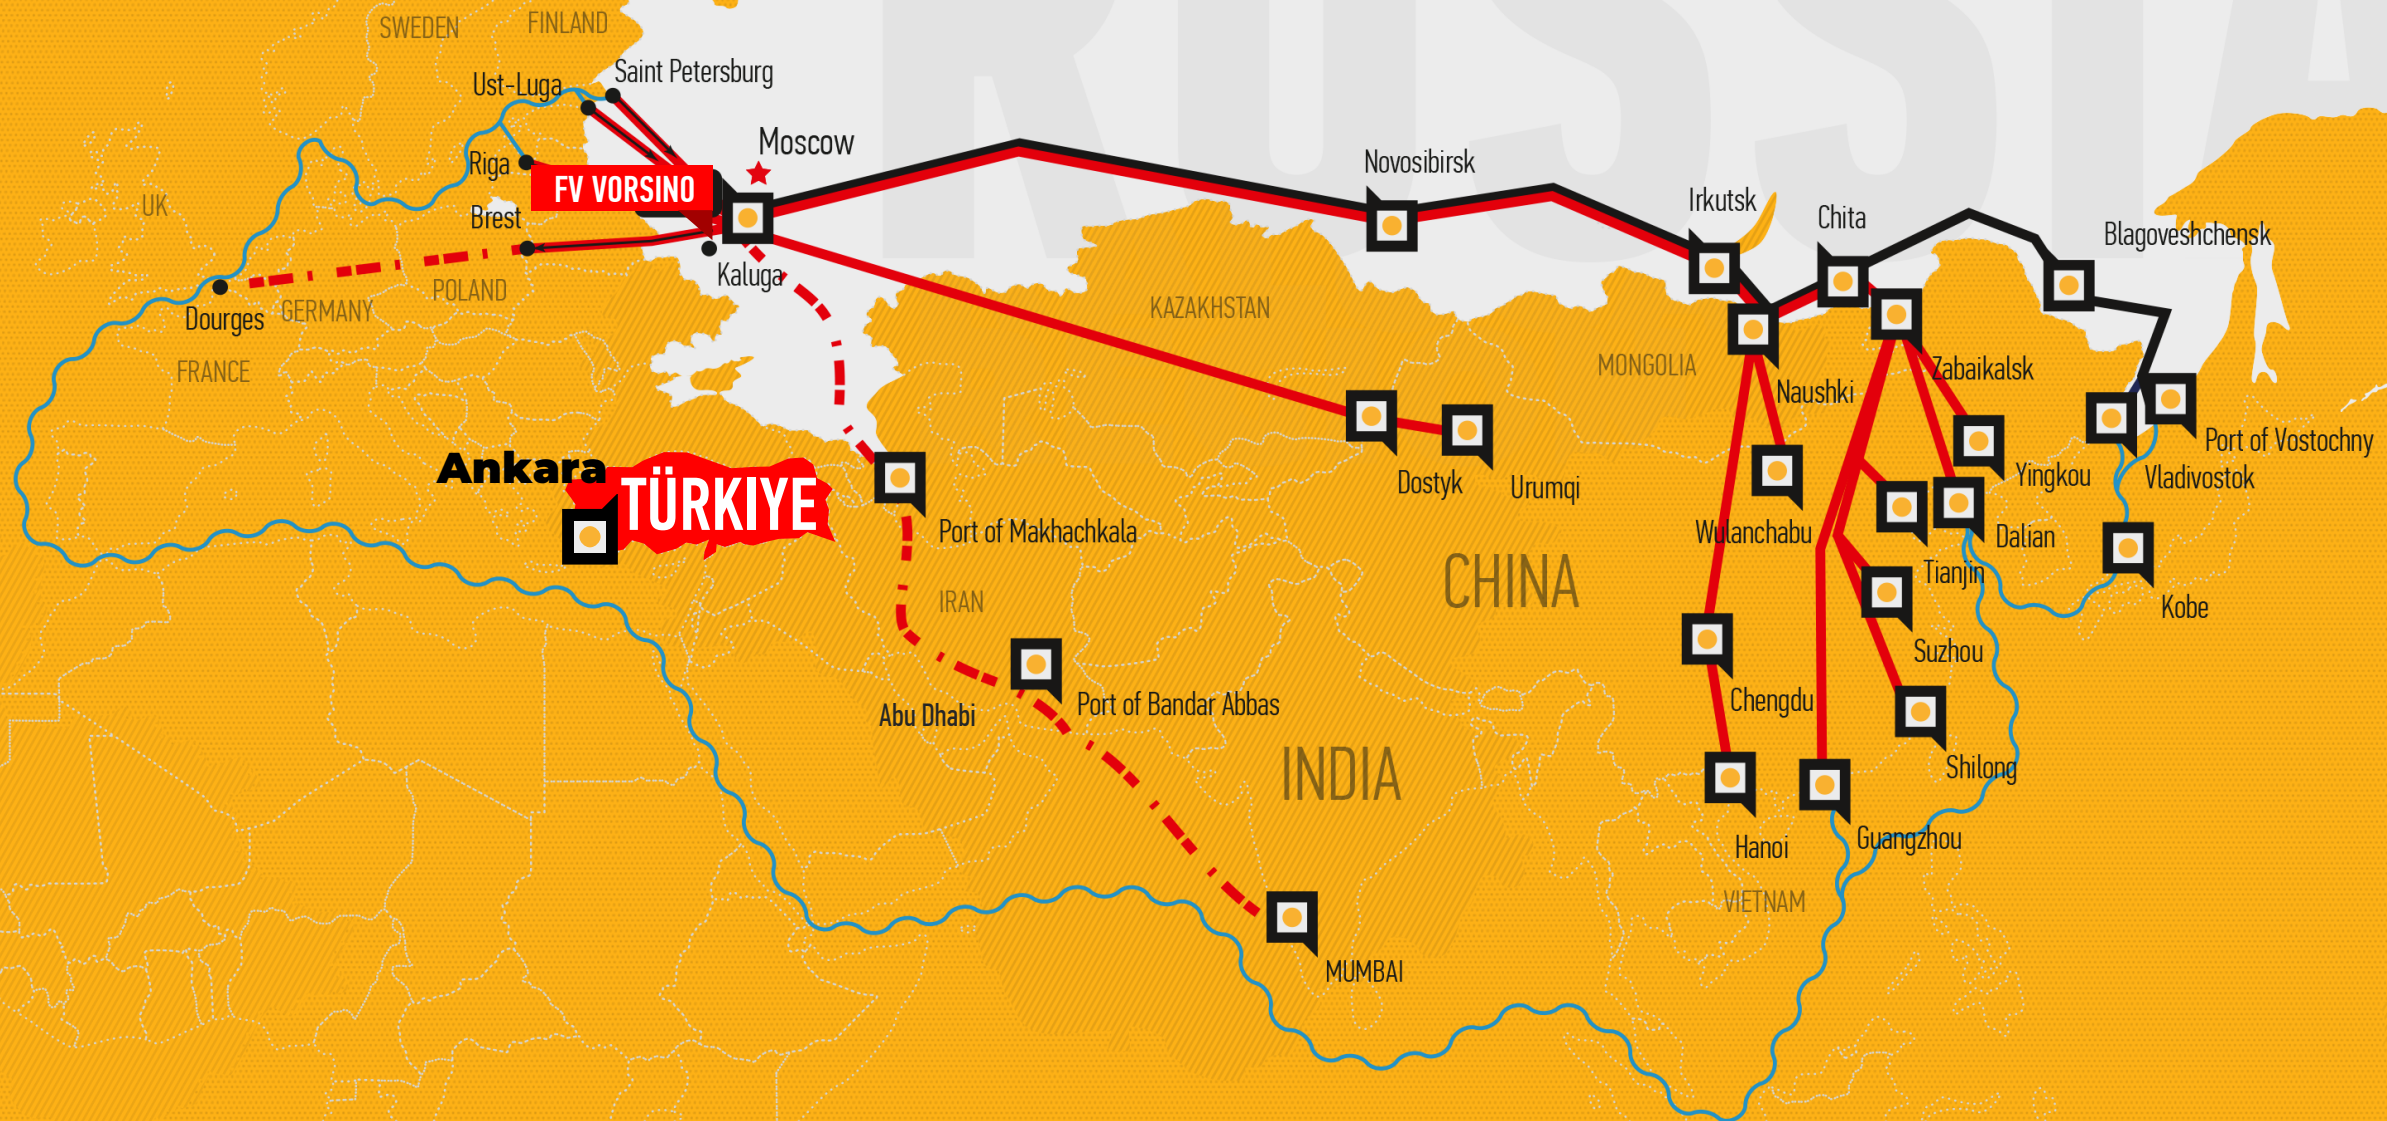 RUSSIA
SWEDEN
FINLAND
Ust-Luga
Saint Petersburg
Moscow
Riga
FV VORSINO
Novosibirsk
Irkutsk
Chita
Blagoveshchensk
UK
Brest
Kaluga
Dourges
GERMANY
POLAND
FRANCE
KAZAKHSTAN
MONGOLIA
Naushki
Zabaikalsk
Port of Vostochny
Vladivostok
Yingkou
Ankara
TÜRKIYE
Dostyk
Urumqi
Port of Makhachkala
Wulanchabu
Dalian
CHINA
Tianjin
IRAN
Kobe
Suzhou
Abu Dhabi
Port of Bandar Abbas
Chengdu
INDIA
Shilong
Hanoi
Guangzhou
VIETNAM
MUMBAI